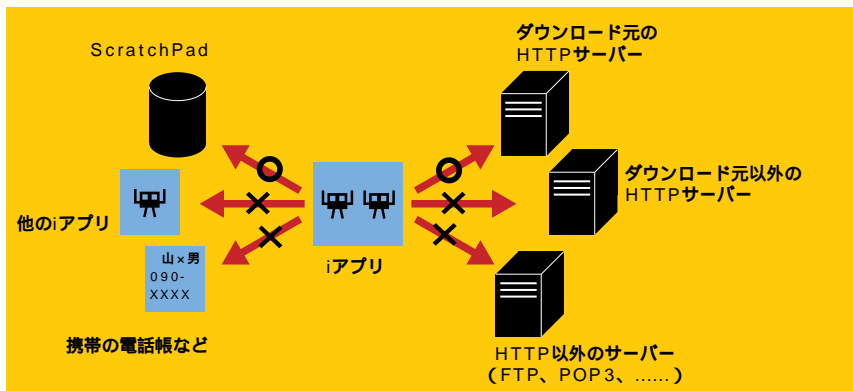 ScratchPad
ダウンロード元の
HTTPサーバー
ダウンロード元以外の
HTTPサーバー
他のiアプリ
山×男
090-
XXXX
iアプリ
携帯の電話帳など
HTTP以外のサーバー
（FTP、POP3、……）